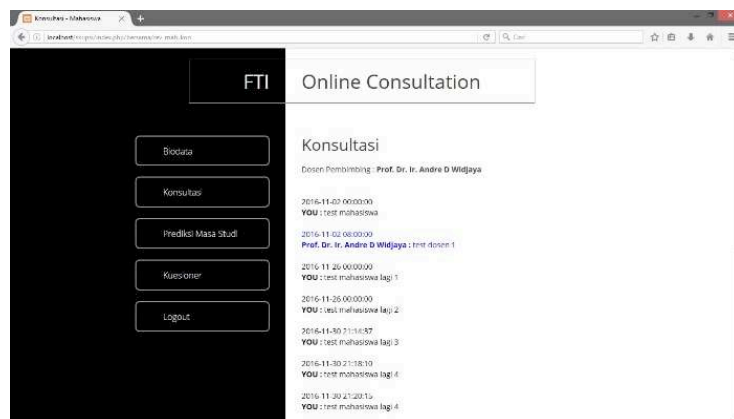 Konsultasi - Mahasiswa
Cari
FTI Online Consultation
Biodata
Konsultasi
Prediksi Masa Studi
Kuesioner
Logout
Konsultasi
Dosen Pembimbing : Prof. Dr. Ir. Andre D Widjaya
2016-11-02 00:00:00
YOU : test mahasiswa
2016-11-02 08:00:00
Prof. Dr. Ir. Andre D Widjaya : test dosen 1
2016-11-26 00:00:00
YOU : test mahasiswa lagi 1
2016-11-26 00:00:00
YOU : test mahasiswa lagi 2
2016-11-30 21:14:37
YOU : test mahasiswa lagi 3
2016-11-30 21:18:10
YOU : test mahasiswa lagi 4
2016-11-30 21:20:15
YOU : test mahasiswa lagi 4